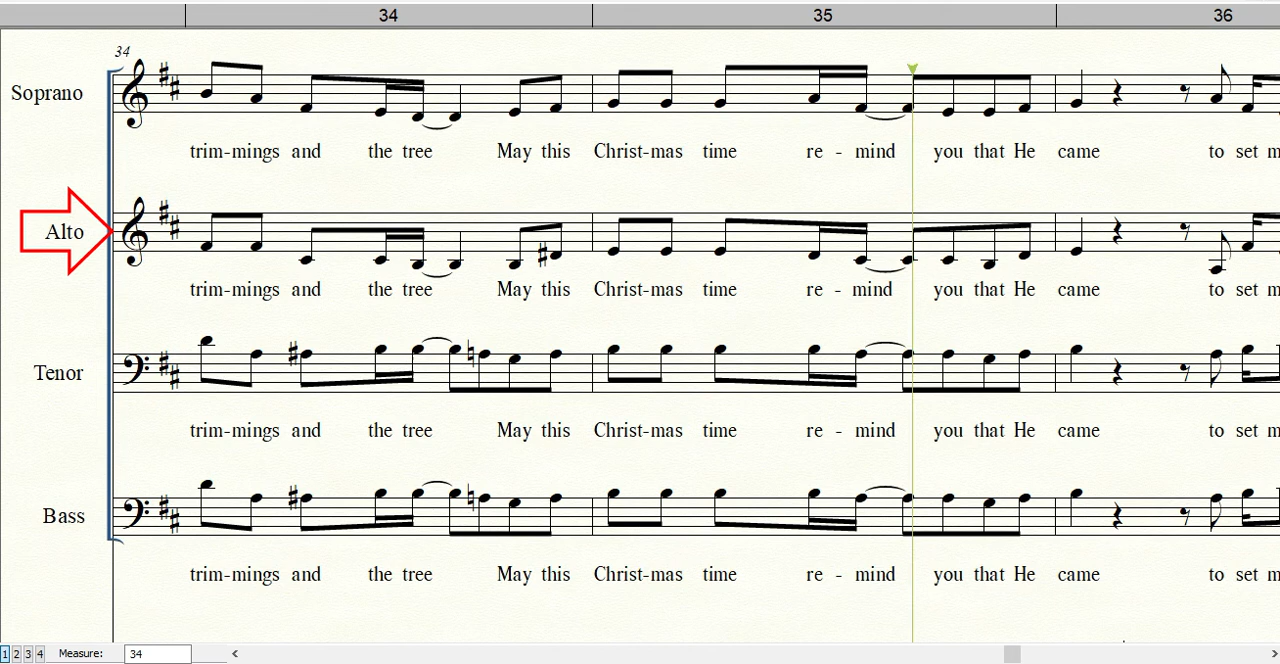 34 35 36
34
Soprano
trim-mings and the tree May this Christ-mas time re - mind you that He came to set m
Alto
trim-mings and the tree May this Christ-mas time re - mind you that He came to set m
Tenor
trim-mings and the tree May this Christ-mas time re - mind you that He came to set m
Bass
trim-mings and the tree May this Christ-mas time re - mind you that He came to set m
1 2 3 4 Measure: 34